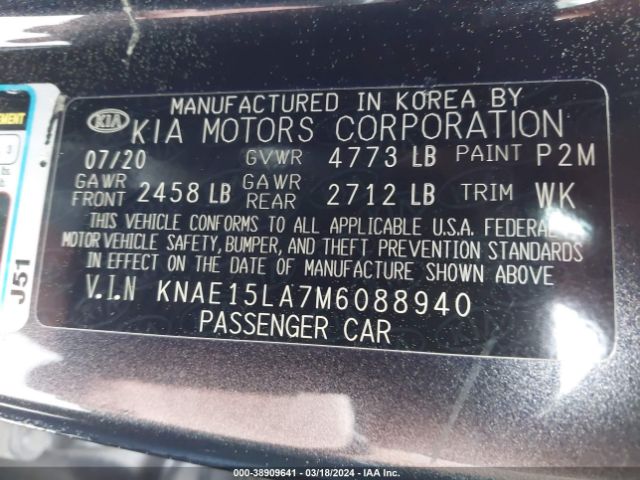 MANUFACTURED IN KOREA BY
KIA KIA MOTORS CORPORATION
07/20 GVWR 4773 LB PAINT P2M
GAWR FRONT 2458 LB GAWR REAR 2712 LB TRIM WK
THIS VEHICLE CONFORMS TO ALL APPLICABLE U.S.A. FEDERAL
MOTOR VEHICLE SAFETY, BUMPER, AND THEFT PREVENTION STANDARDS
IN EFFECT ON THE DATE OF MANUFACTURE SHOWN ABOVE
V.I.N KNAE15LA7M6088940
PASSENGER CAR
J51
000-38909641 / 03/18/2024 - IAA Inc.